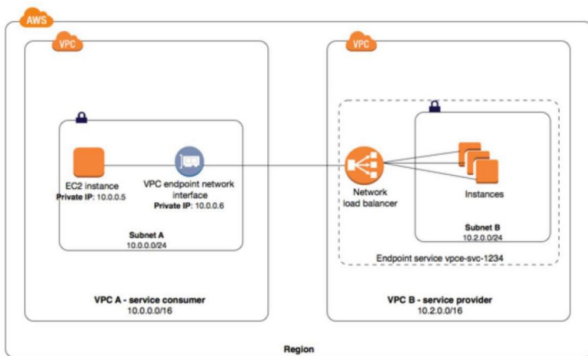 AWS
VPC
VPC
EC2 instance
Private IP: 10.0.0.5
VPC endpoint network
interface
Private IP: 10.0.0.6
Subnet A
10.0.0.0/24
VPC A - service consumer
10.0.0.0/16
Network
load balancer
Instances
Subnet B
10.2.0.0/24
Endpoint service vpce-svc-1234
VPC B - service provider
10.2.0.0/16
Region